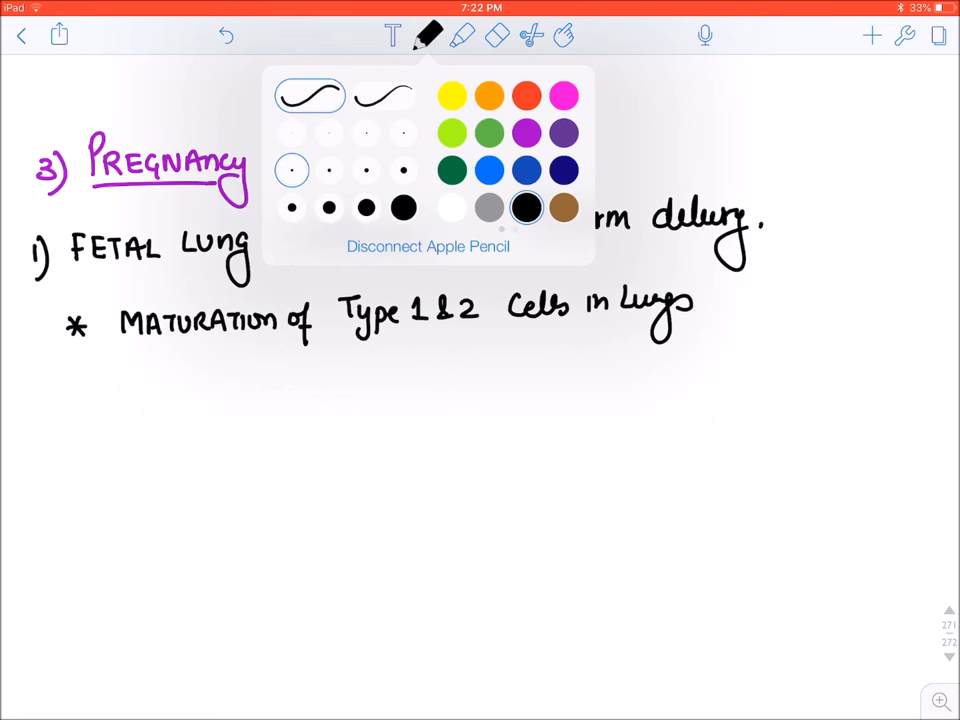 iPad 7:22 PM 33%
T
3) PREGNANCY
1) FETAL LUNG rm delivry.
Disconnect Apple Pencil
* MATURATION of Type 1 & 2 Cells in Lungs
271
272